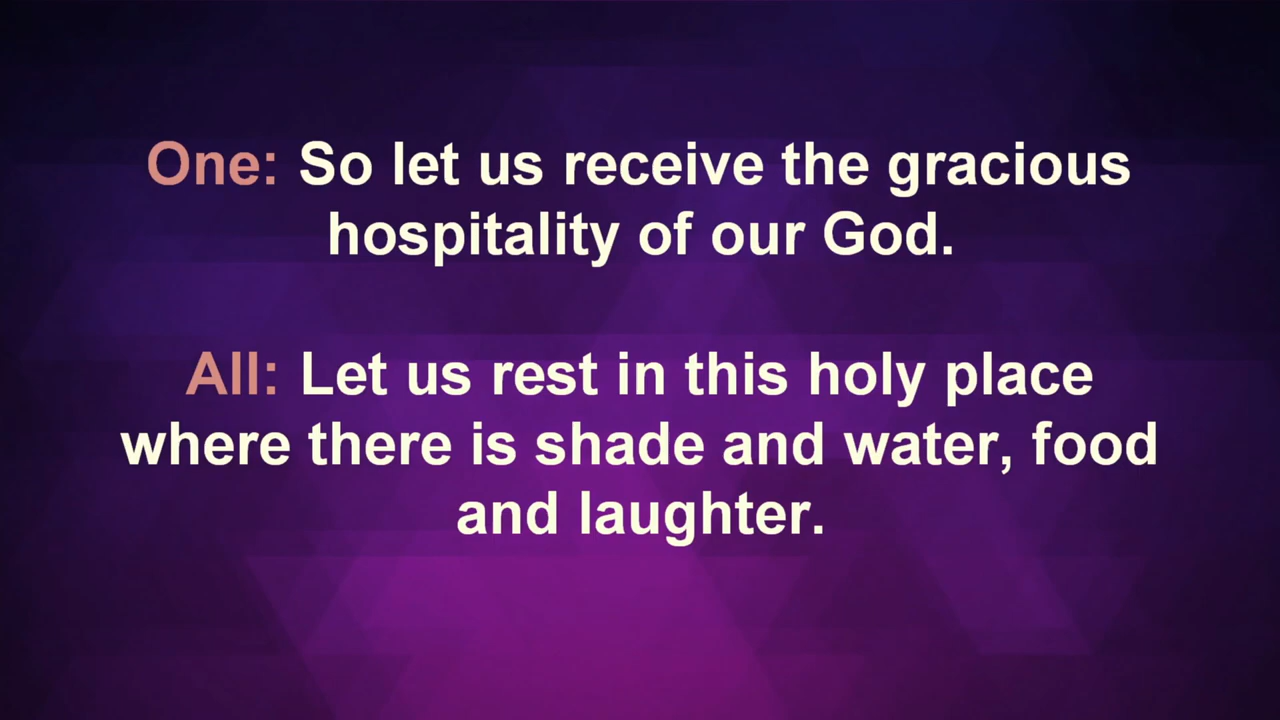 One: So let us receive the gracious
hospitality of our God.
All: Let us rest in this holy place
where there is shade and water, food
and laughter.